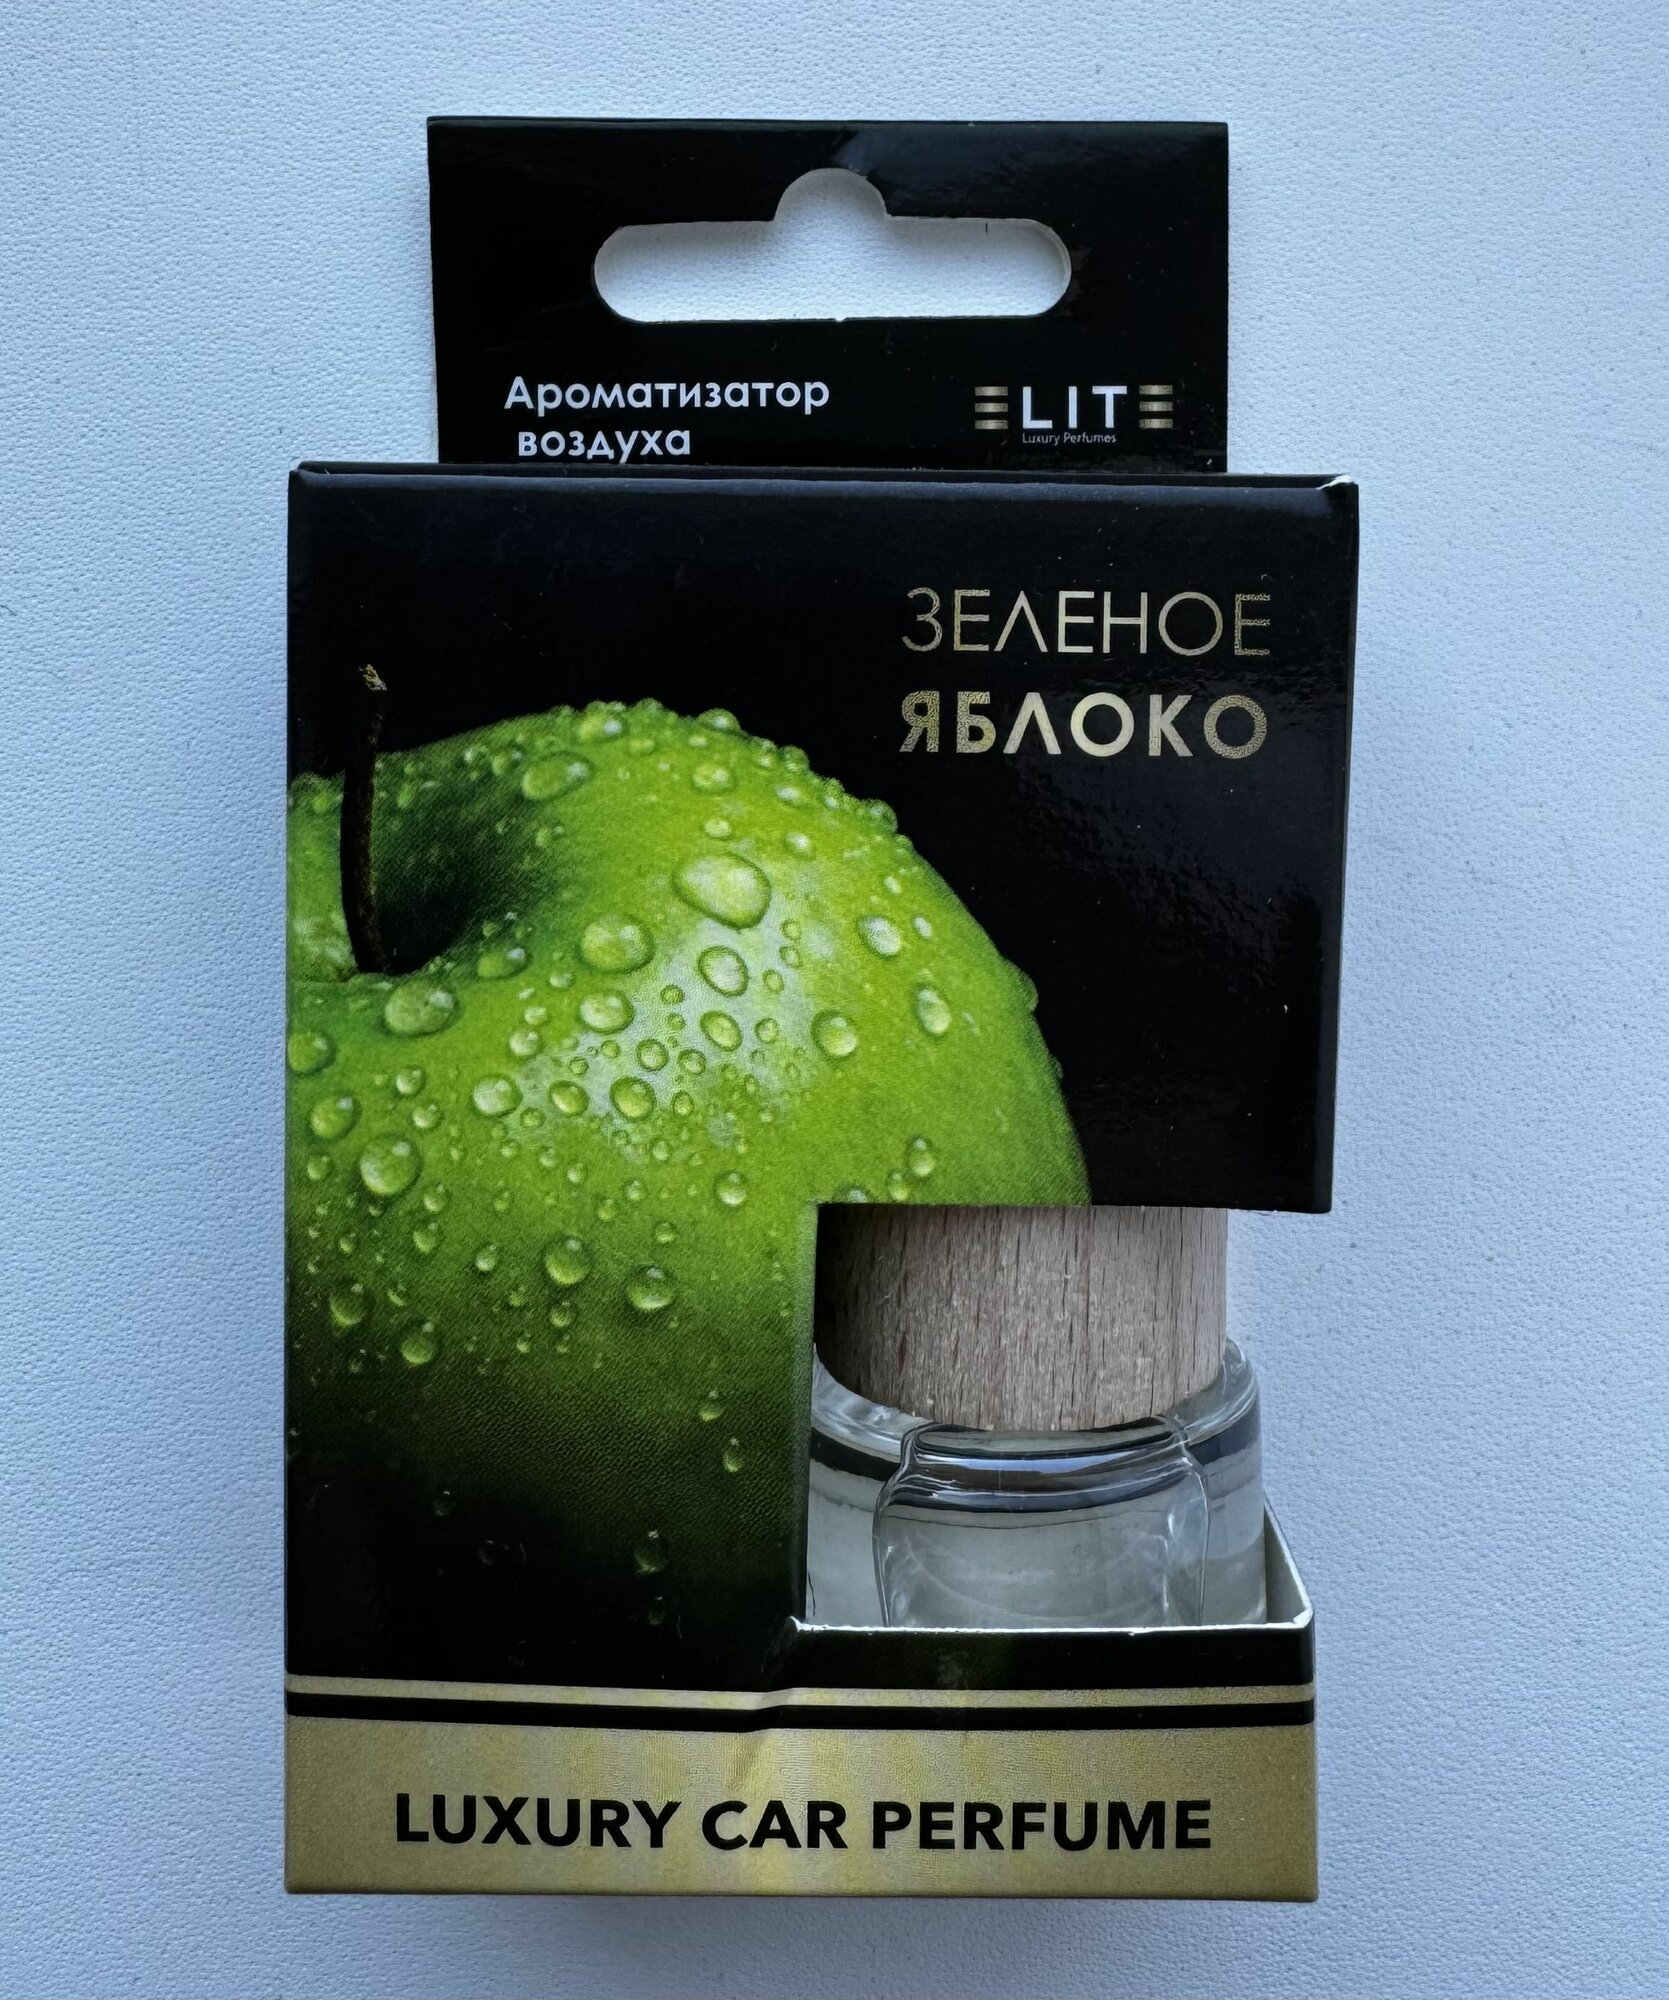 Ароматизатор
воздуха
ELITE
Luxury Perfumes
ЗЕЛЕНОЕ
ЯБЛОКО
LUXURY CAR PERFUME